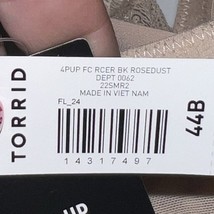 4PUP FC RCER BK ROSEDUST
DEPT 0062
22SMR2
MADE IN VIET NAM
FL_24
14317497
TORRID
44B